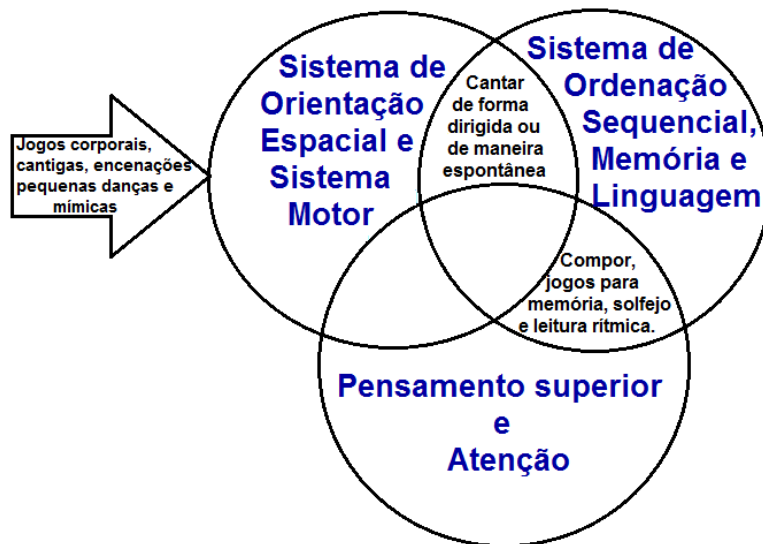 Jogos corporais,
cantigas, encenações
pequenas danças e
mímicas
Sistema de
Orientação
Espacial e
Sistema
Motor
Cantar
de forma
dirigida ou
de maneira
espontânea
Sistema de
Ordenação
Sequencial,
Memória e
Linguagem
Compor,
jogos para
memória, solfejo
e leitura rítmica.
Pensamento superior
e
Atenção